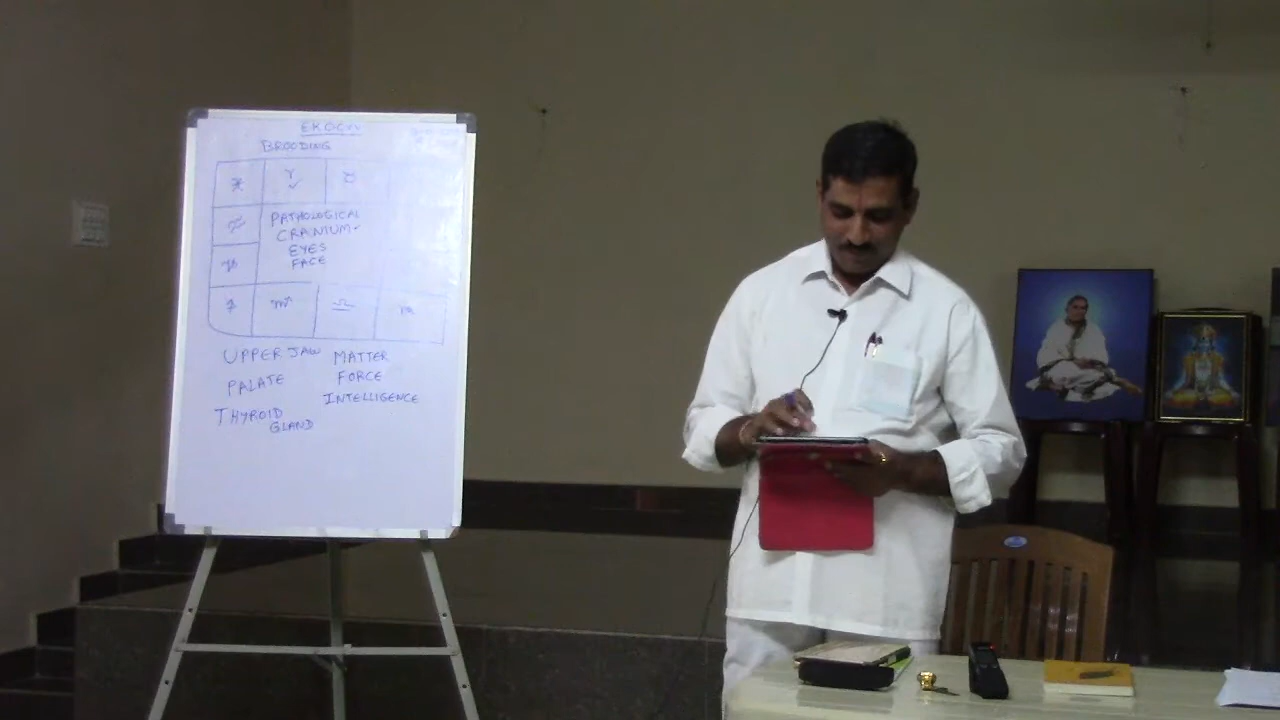 BROODING
♓ ♈ ♉
✓
♒
PATHOLOGICAL
CRANIUM
EYES
FACE
♑
♐ ♏ ♎ ♍
UPPER JAW MATTER
PALATE FORCE
INTELLIGENCE
THYROID
GLAND